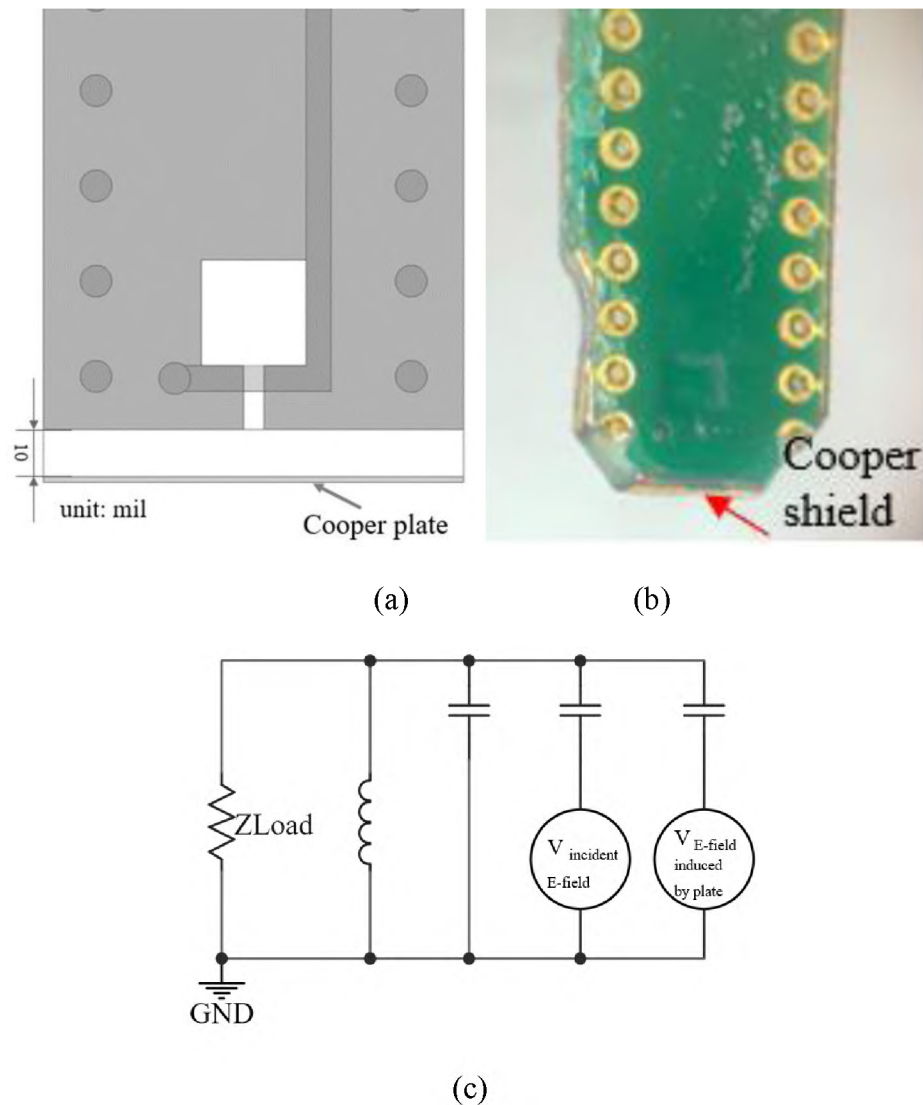 10
unit: mil
Cooper plate
Cooper
shield
(a)
(b)
ZLoad
V incident
E-field
V E-field
induced
by plate
GND
(c)